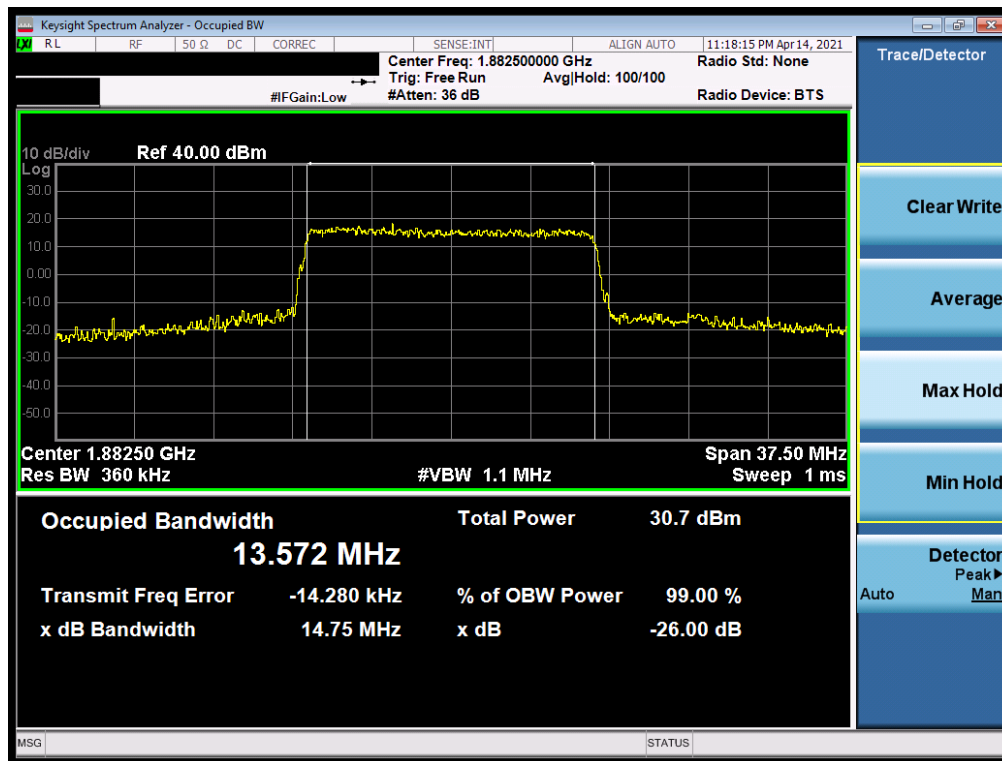 Keysight Spectrum Analyzer - Occupied BW
LXI RL RF 50 Ω DC CORREC SENSE:INT ALIGN AUTO 11:18:15 PM Apr 14, 2021
Center Freq: 1.882500000 GHz Radio Std: None
Trig: Free Run Avg|Hold: 100/100
#IFGain:Low #Atten: 36 dB Radio Device: BTS
10 dB/div Ref 40.00 dBm
Log
30.0
20.0
10.0
0.00
-10.0
-20.0
-30.0
-40.0
-50.0
Center 1.88250 GHz Span 37.50 MHz
Res BW 360 kHz #VBW 1.1 MHz Sweep 1 ms
Occupied Bandwidth Total Power 30.7 dBm
13.572 MHz
Transmit Freq Error -14.280 kHz % of OBW Power 99.00 %
x dB Bandwidth 14.75 MHz x dB -26.00 dB
MSG STATUS
Trace/Detector
Clear Write
Average
Max Hold
Min Hold
Detector
Peak▶
Auto Man